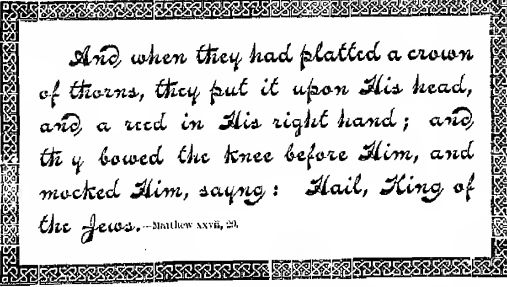 And, when they had platted a crown
of thorns, they put it upon His head,
and, a reed in His right hand; and,
th y bowed the knee before Him, and
mocked Him, sayng: Hail, King of
the Jews.—Matthew xxvii, 29.